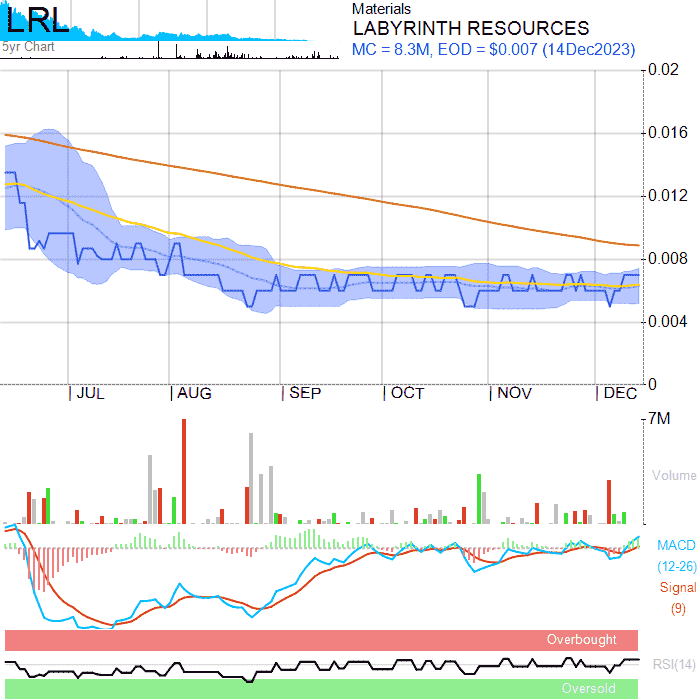 LRL
5yr Chart
Materials
LABYRINTH RESOURCES
MC = 8.3M, EOD = $0.007 (14Dec2023)
0.02
0.016
0.012
0.008
0.004
0
JUL AUG SEP OCT NOV DEC
7M
Volume
MACD
(12-26)
Signal
(9)
Overbought
RSI(14)
Oversold